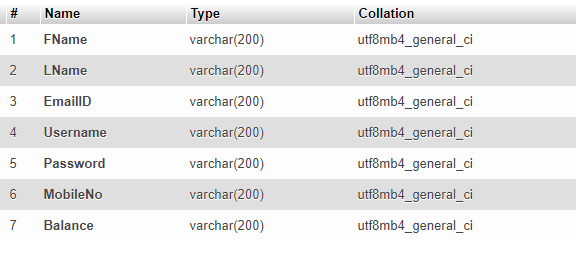 # Name Type Collation
1 FName varchar(200) utf8mb4_general_ci
2 LName varchar(200) utf8mb4_general_ci
3 EmailID varchar(200) utf8mb4_general_ci
4 Username varchar(200) utf8mb4_general_ci
5 Password varchar(200) utf8mb4_general_ci
6 MobileNo varchar(200) utf8mb4_general_ci
7 Balance varchar(200) utf8mb4_general_ci